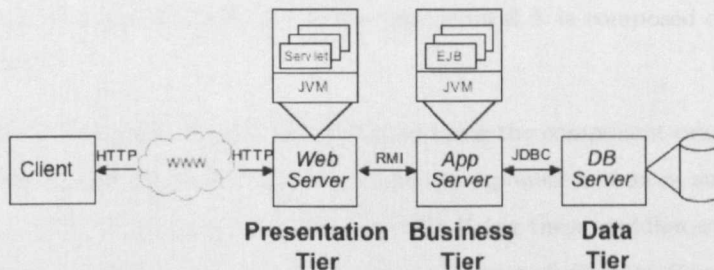 Servlet
EJB
JVM
JVM
Client
HTTP
WWW
HTTP
Web Server
RMI
App Server
JDBC
DB Server
Presentation Tier
Business Tier
Data Tier